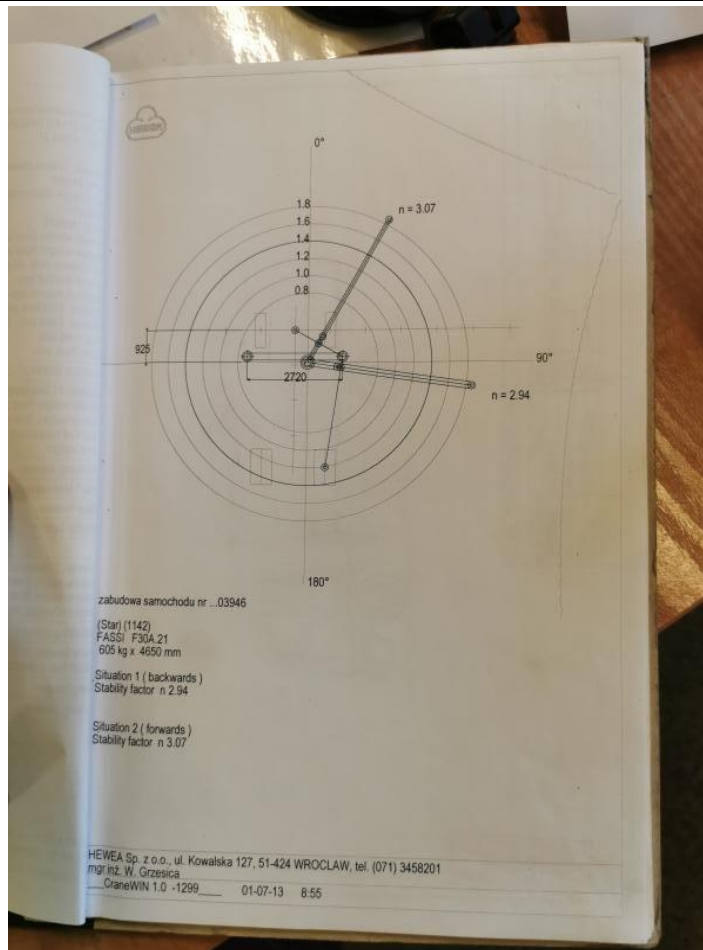 HEWEA
0°
1.8
n = 3.07
1.6
1.4
1.2
1.0
0.8
925
90°
2720
n = 2.94
180°
zabudowa samochodu nr ...03946
(Star) (1142)
FASSI F30A.21
605 kg x 4650 mm
Situation 1 ( backwards )
Stability factor n 2.94
Situation 2 ( forwards )
Stability factor n 3.07
HEWEA Sp. z o.o., ul. Kowalska 127, 51-424 WROCLAW, tel. (071) 3458201
mgr inż. W. Grzesica
___CraneWIN 1.0 -1299____ 01-07-13 8:55